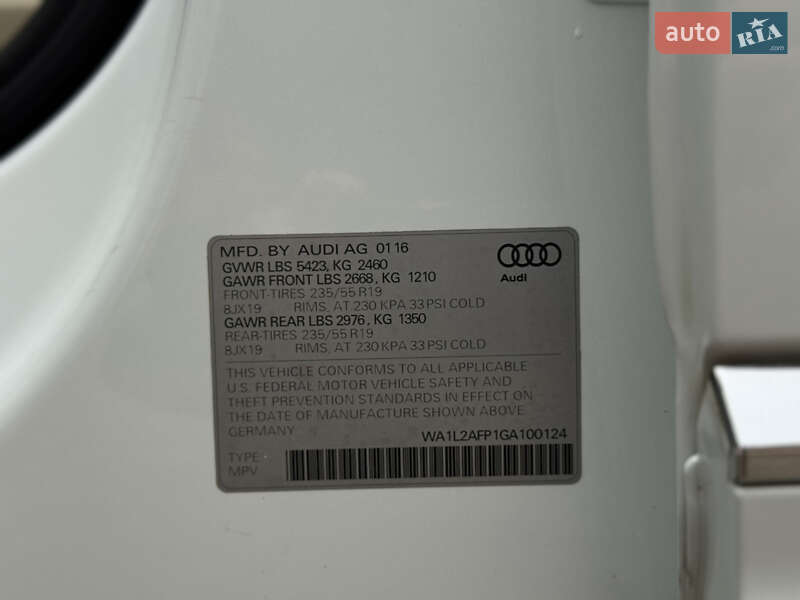 auto RIA .com
MFD. BY AUDI AG 01 16
GVWR LBS 5423, KG 2460
GAWR FRONT LBS 2668, KG 1210
FRONT-TIRES 235/55 R19
8JX19 RIMS, AT 230 KPA 33 PSI COLD
GAWR REAR LBS 2976, KG 1350
REAR-TIRES 235/55 R19
8JX19 RIMS, AT 230 KPA 33 PSI COLD
Audi
THIS VEHICLE CONFORMS TO ALL APPLICABLE
U.S. FEDERAL MOTOR VEHICLE SAFETY AND
THEFT PREVENTION STANDARDS IN EFFECT ON
THE DATE OF MANUFACTURE SHOWN ABOVE
GERMANY WA1L2AFP1GA100124
TYPE :
MPV